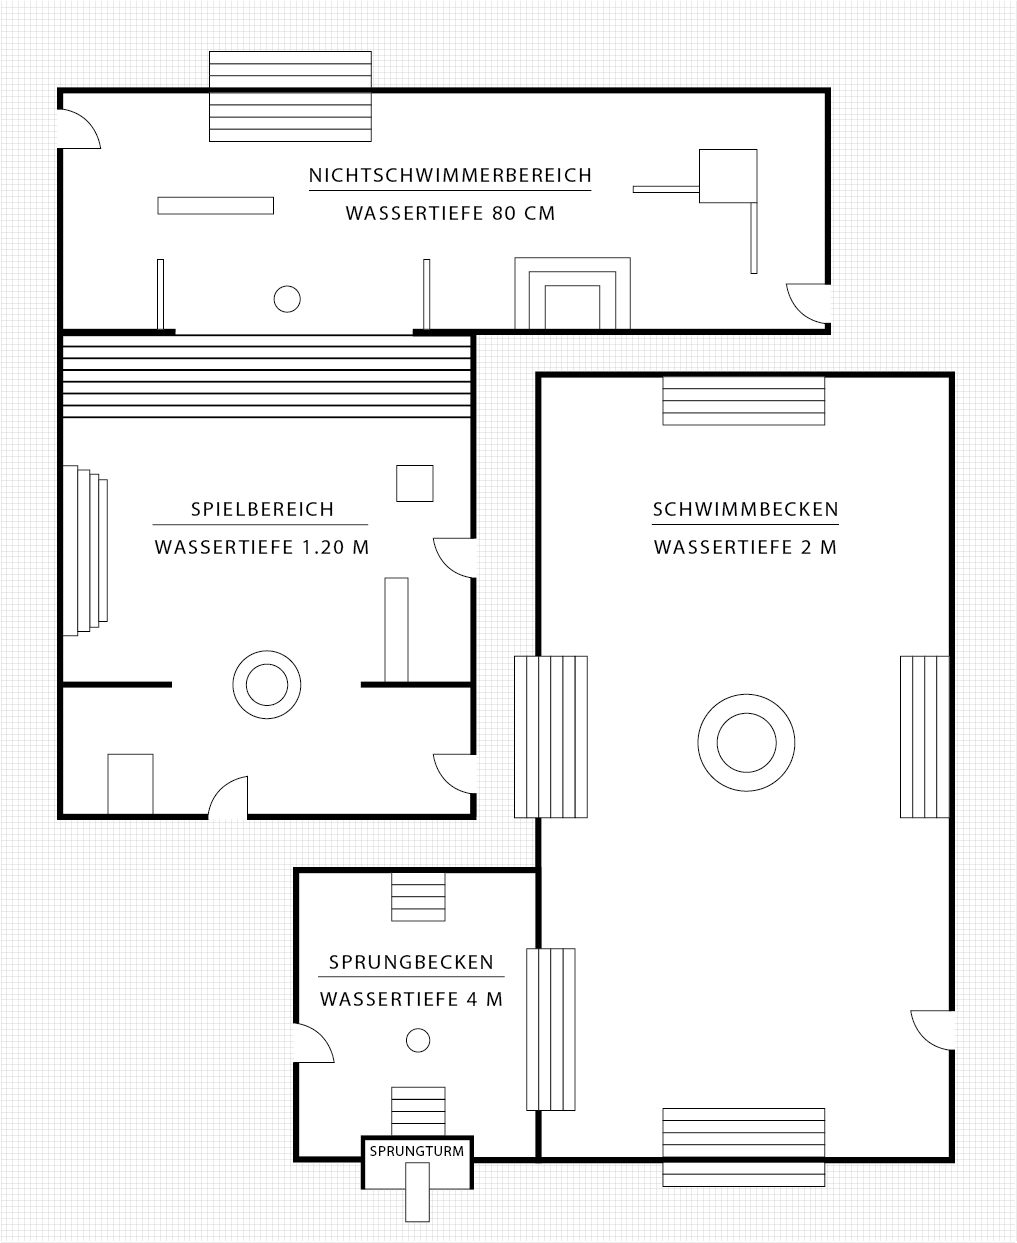 NICHTSCHWIMMERBEREICH
WASSERTIEFE 80 CM
SPIELBEREICH
WASSERTIEFE 1.20 M
SCHWIMMBECKEN
WASSERTIEFE 2 M
SPRUNGBECKEN
WASSERTIEFE 4 M
SPRUNGTURM